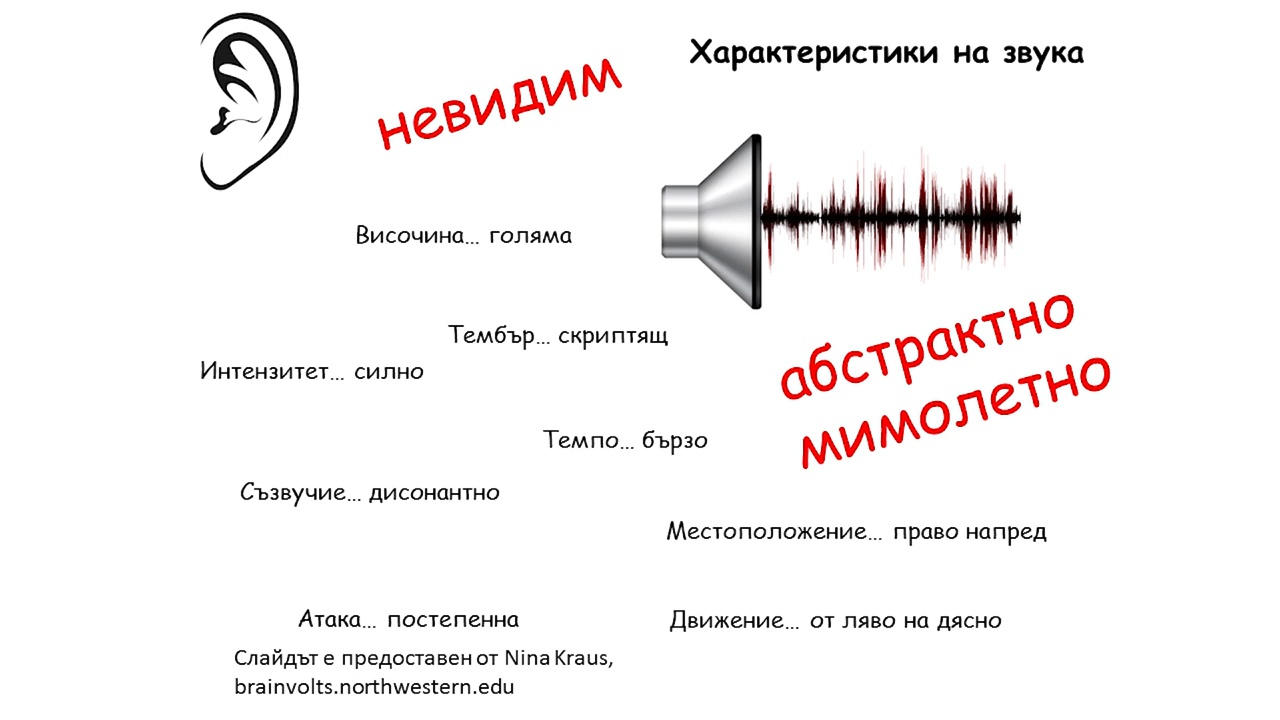 Характеристики на звука
невидим
Височина... голяма
абстрактно
мимолетно
Тембър... скриптящ
Интензитет... силно
Темпо... бързо
Съзвучие... дисонантно
Местоположение... право напред
Атака... постепенна
Движение... от ляво на дясно
Слайдът е предоставен от Nina Kraus,
brainvolts.northwestern.edu